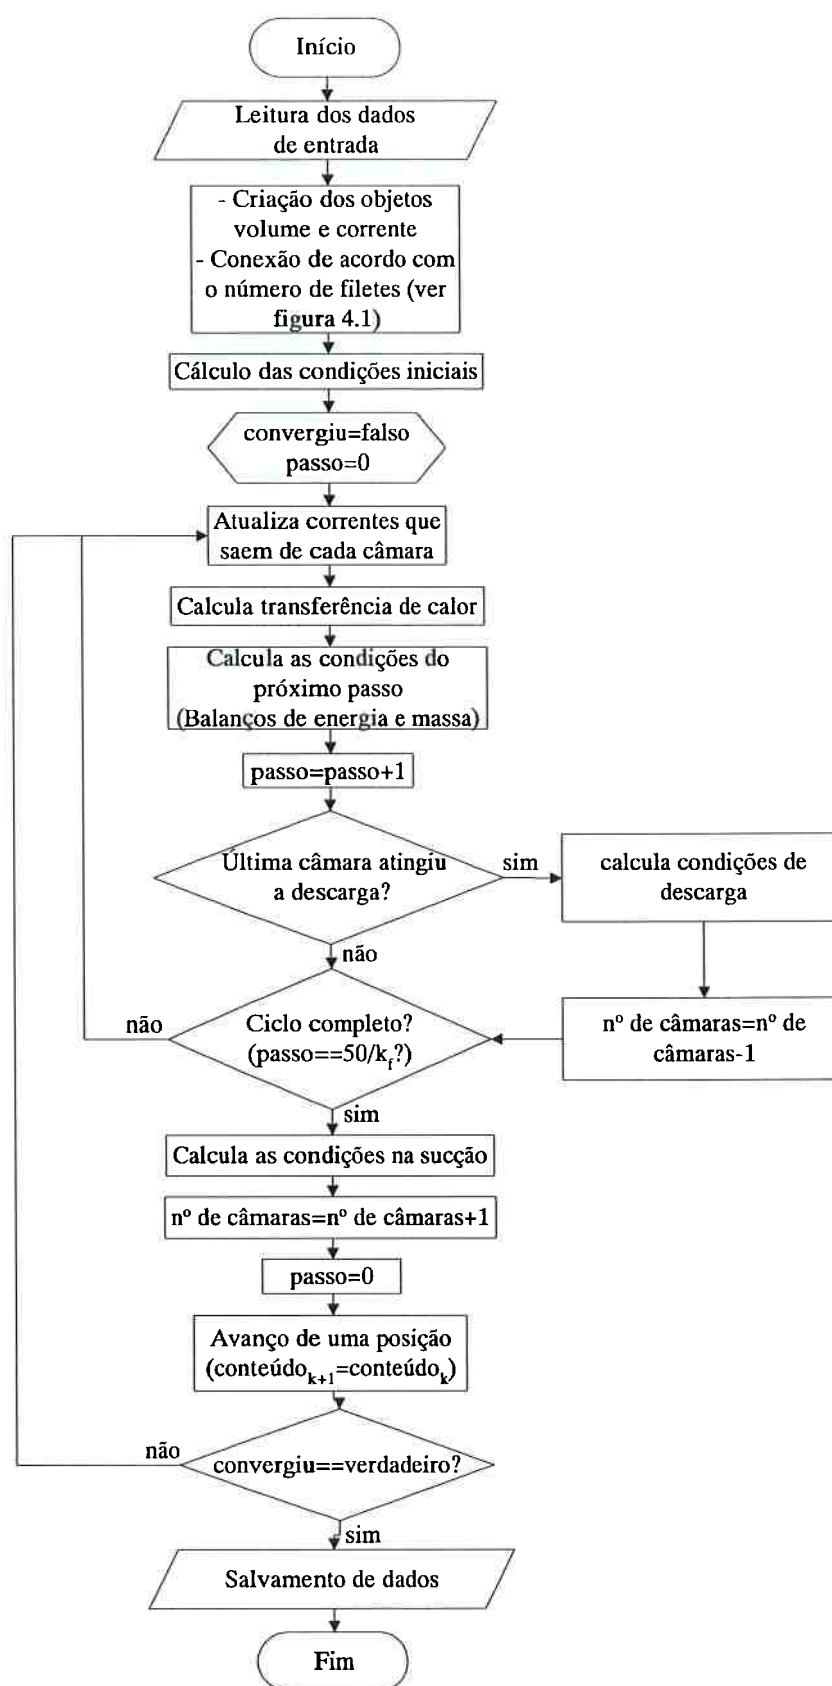 Início
Leitura dos dados
de entrada
- Criação dos objetos
volume e corrente
- Conexão de acordo com
o número de filetes (ver
figura 4.1)
Cálculo das condições iniciais
convergiu=falso
passo=0
Atualiza correntes que
saem de cada câmara
Calcula transferência de calor
Calcula as condições do
próximo passo
(Balanços de energia e massa)
passo=passo+1
Última câmara atingiu
a descarga?
sim
calcula condições de
descarga
não
nº de câmaras=nº de
câmaras-1
Ciclo completo?
(passo==50/k_f?)
não
sim
Calcula as condições na sucção
nº de câmaras=nº de câmaras+1
passo=0
Avanço de uma posição
(conteúdo_{k+1}=conteúdo_k)
não
convergiu==verdadeiro?
sim
Salvamento de dados
Fim